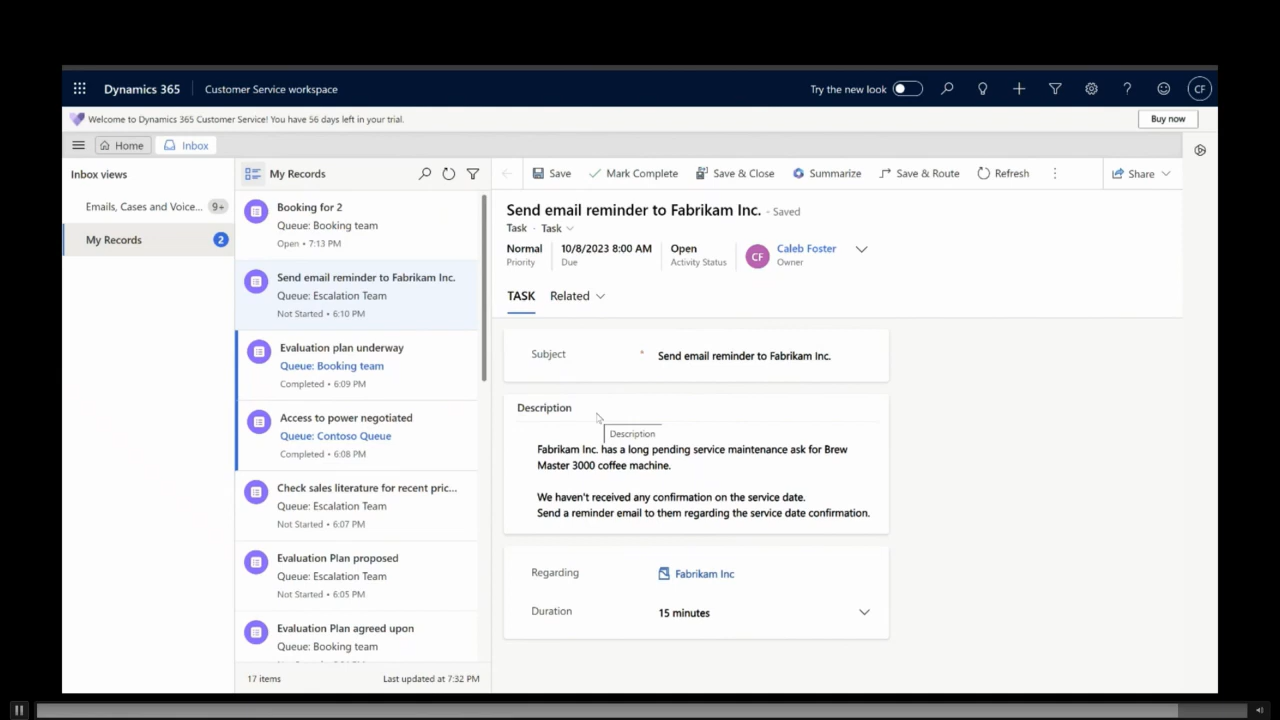 Dynamics 365
Customer Service workspace
Try the new look
CF
Welcome to Dynamics 365 Customer Service! You have 56 days left in your trial.
Buy now
Home
Inbox
Inbox views
Emails, Cases and Voice... 9+
My Records 2
My Records
Booking for 2
Queue: Booking team
Open • 7:13 PM
Send email reminder to Fabrikam Inc.
Queue: Escalation Team
Not Started • 6:10 PM
Evaluation plan underway
Queue: Booking team
Completed • 6:09 PM
Access to power negotiated
Queue: Contoso Queue
Completed • 6:08 PM
Check sales literature for recent pric...
Queue: Escalation Team
Not Started • 6:07 PM
Evaluation Plan proposed
Queue: Escalation Team
Not Started • 6:05 PM
Evaluation Plan agreed upon
Queue: Booking team
17 items
Last updated at 7:32 PM
Save
Mark Complete
Save & Close
Summarize
Save & Route
Refresh
Share
Send email reminder to Fabrikam Inc. - Saved
Task · Task
Normal
Priority
10/8/2023 8:00 AM
Due
Open
Activity Status
CF
Caleb Foster
Owner
TASK
Related
Subject * Send email reminder to Fabrikam Inc.
Description
Description
Fabrikam Inc. has a long pending service maintenance ask for Brew
Master 3000 coffee machine.
We haven't received any confirmation on the service date.
Send a reminder email to them regarding the service date confirmation.
Regarding Fabrikam Inc
Duration 15 minutes